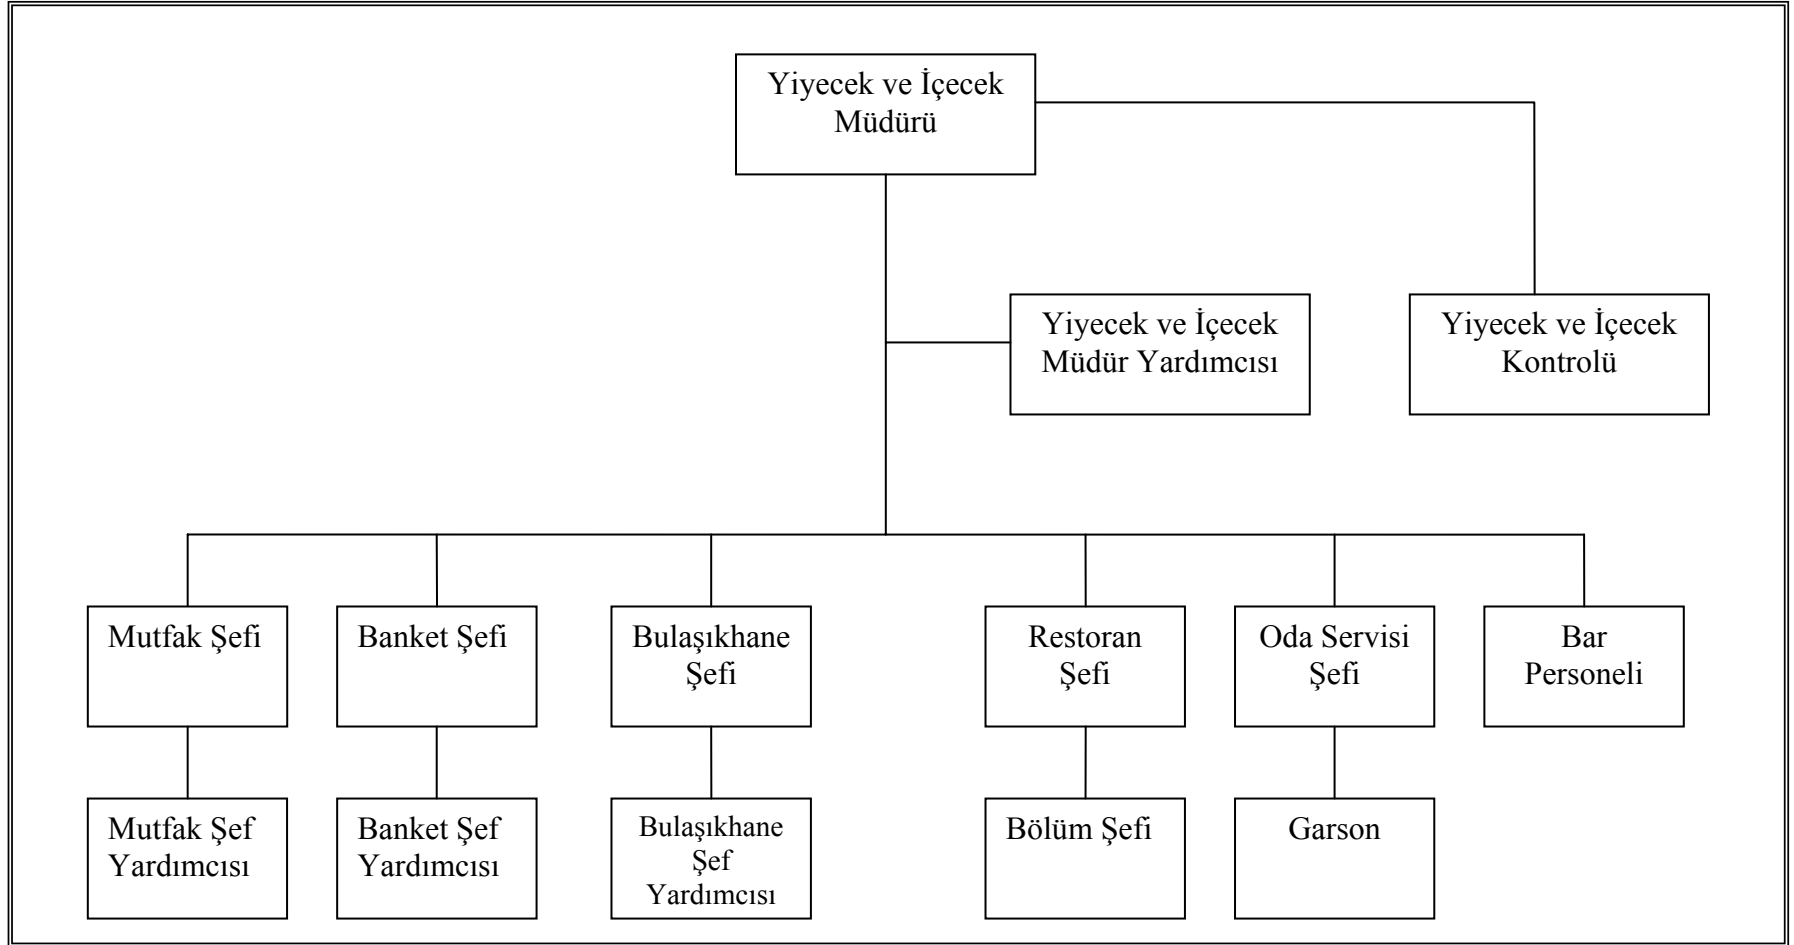 Yiyecek ve İçecek
Müdürü
Yiyecek ve İçecek
Müdür Yardımcısı
Yiyecek ve İçecek
Kontrolü
Mutfak Şefi
Banket Şefi
Bulaşıkhane
Şefi
Restoran
Şefi
Oda Servisi
Şefi
Bar
Personeli
Mutfak Şef
Yardımcısı
Banket Şef
Yardımcısı
Bulaşıkhane
Şef
Yardımcısı
Bölüm Şefi
Garson